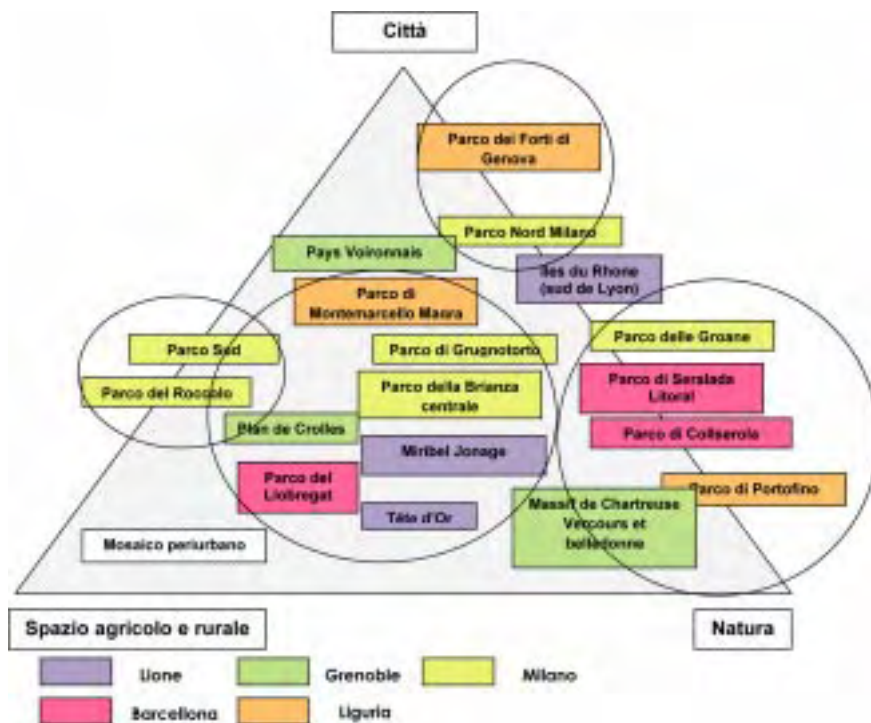 Città
Parco dei Forti di
Genova
Parco Nord Milano
Pays Voironnais
Iles du Rhone
(sud de Lyon)
Parco di
Montemarcello Magra
Parco delle Groane
Parco Sud
Parco di Grugnotorto
Parco del Roccolo
Parco della Brianza
centrale
Parco di Seralada
Litoral
Plan de Crolles
Parco di Collserola
Miribel Jonage
Parco del
Llobregat
Parco di Portofino
Massif de Chartreuse
Vercours et
belledonne
Tête d'Or
Mosaico periurbano
Spazio agricolo e rurale
Natura
Lione
Grenoble
Milano
Barcellona
Liguria